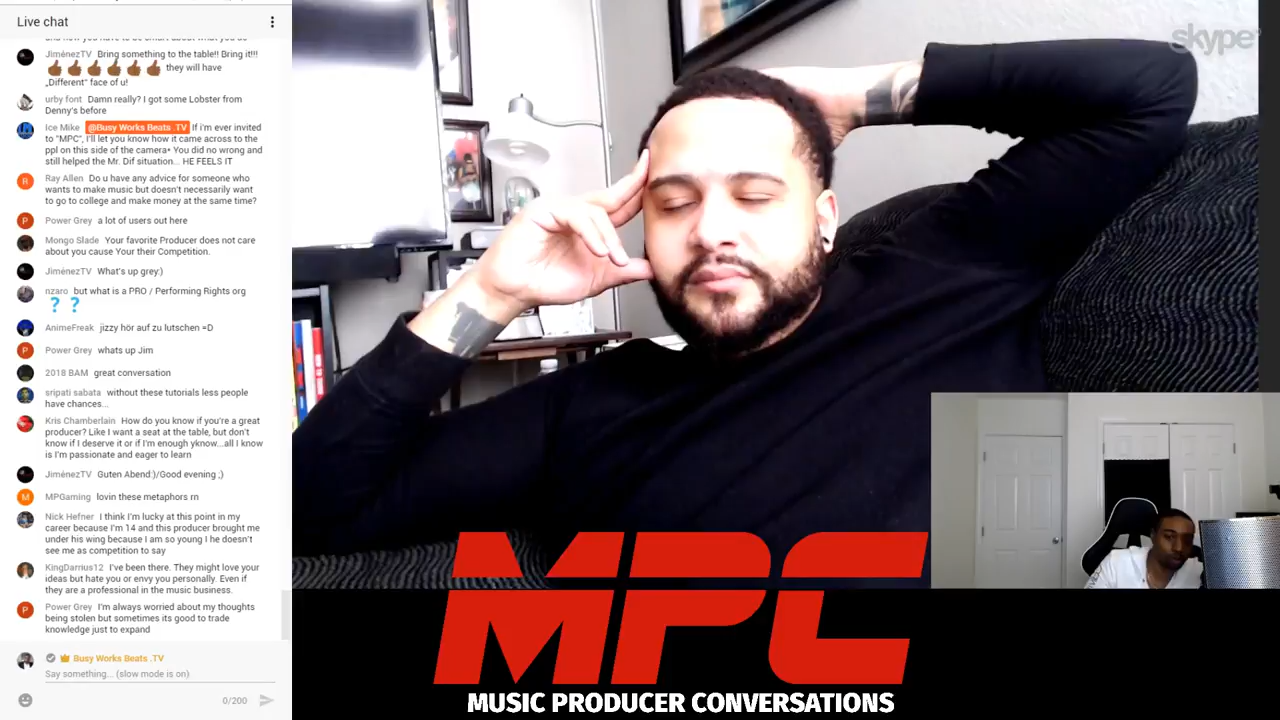 Live chat
JiménezTV Bring something to the table!! Bring it!!!
they will have
„Different" face of u!
urby font Damn really? I got some Lobster from
Denny's before
Ice Mike @Busy Works Beats .TV If i'm ever invited
to "MPC", I'll let you know how it came across to the
ppl on this side of the camera• You did no wrong and
still helped the Mr. Dif situation... HE FEELS IT
R
Ray Allen Do u have any advice for someone who
wants to make music but doesn't necessarily want
to go to college and make money at the same time?
P
Power Grey a lot of users out here
Mongo Slade Your favorite Producer does not care
about you cause Your their Competition.
JiménezTV What's up grey:)
nzaro but what is a PRO / Performing Rights org
❓ ❓
AnimeFreak jizzy hör auf zu lutschen =D
P
Power Grey whats up Jim
2018 BAM great conversation
sripati sabata without these tutorials less people
have chances...
Kris Chamberlain How do you know if you're a great
producer? Like I want a seat at the table, but don't
know if I deserve it or if I'm enough yknow...all I know
is I'm passionate and eager to learn
JiménezTV Guten Abend:)/Good evening ;)
M
MPGaming lovin these metaphors rn
Nick Hefner I think I'm lucky at this point in my
career because I'm 14 and this producer brought me
under his wing because I am so young I he doesn't
see me as competition to say
KingDarrius12 I've been there. They might love your
ideas but hate you or envy you personally. Even if
they are a professional in the music business.
P
Power Grey I'm always worried about my thoughts
being stolen but sometimes its good to trade
knowledge just to expand
Busy Works Beats .TV
Say something... (slow mode is on)
0/200
skype
MPC
MUSIC PRODUCER CONVERSATIONS